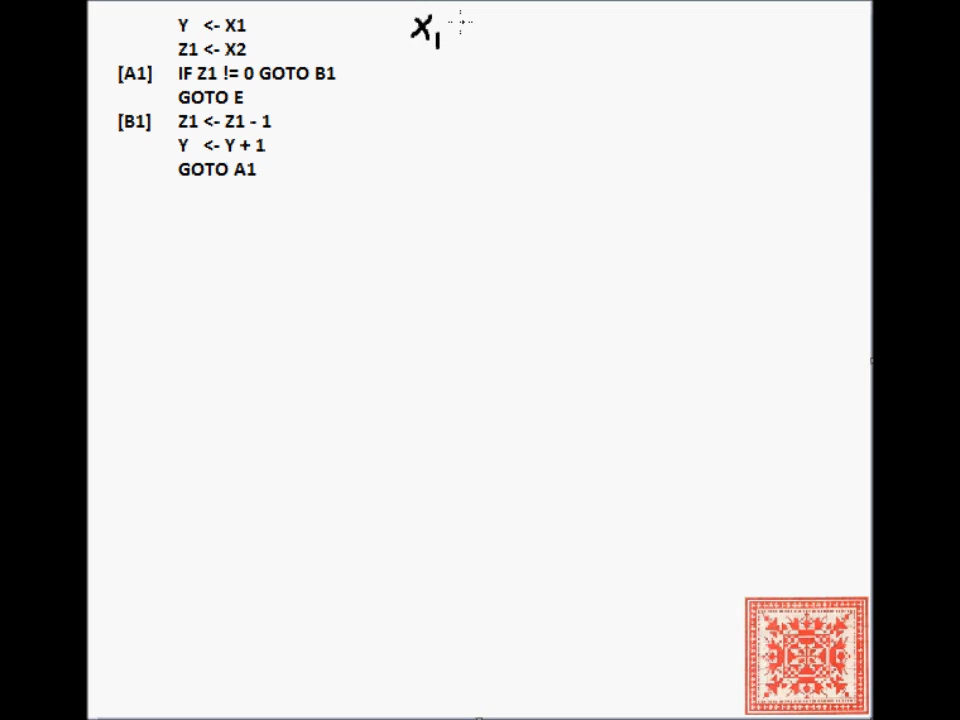 Y <- X1
Z1 <- X2
[A1] IF Z1 != 0 GOTO B1
GOTO E
[B1] Z1 <- Z1 - 1
Y <- Y + 1
GOTO A1
X1